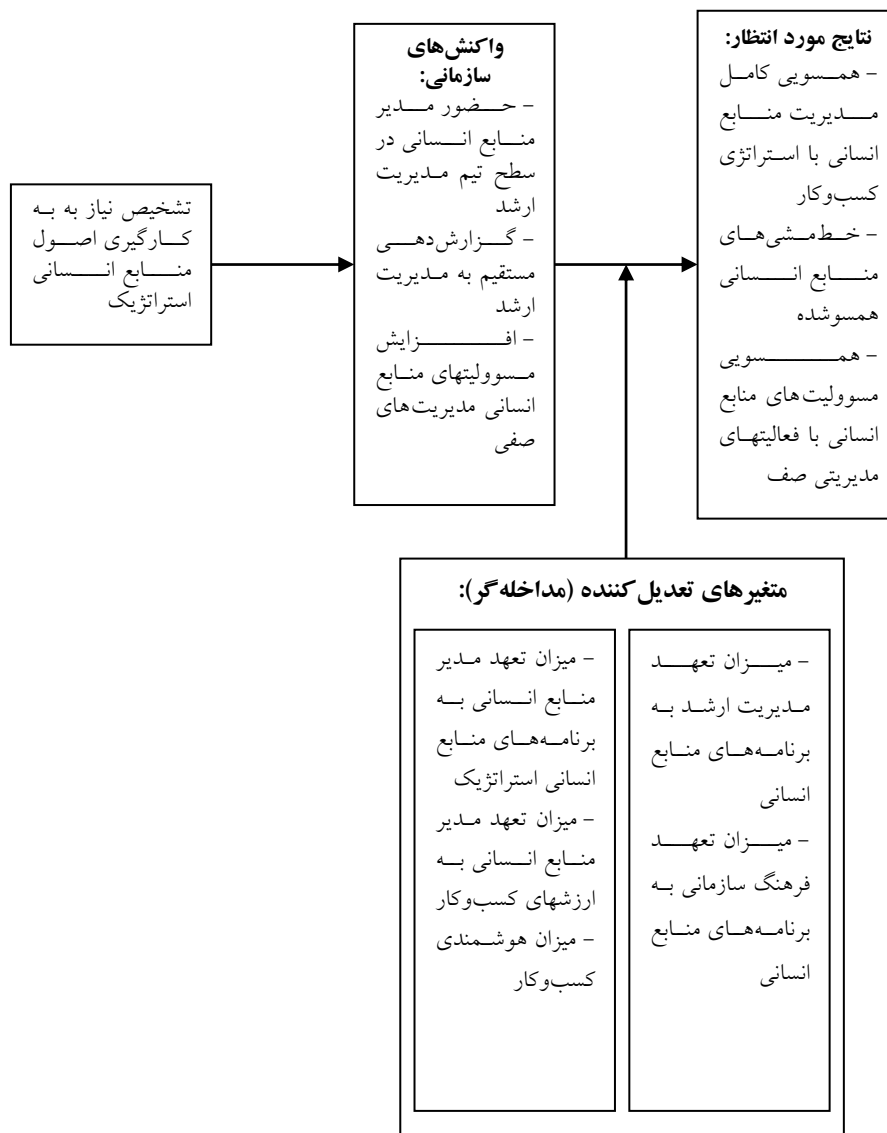 نتایج مورد انتظار:
- همسویی کامل
مدیریت منابع
انسانی با استراتژی
کسب‌وکار
- خط‌مشی‌های
منابع انسانی
همسوشده
- همسویی
مسوولیت‌های منابع
انسانی با فعالیتهای
مدیریتی صف
واکنش‌های
سازمانی:
- حضور مدیر
منابع انسانی در
سطح تیم مدیریت
ارشد
- گزارش‌دهی
مستقیم به مدیریت
ارشد
- افزایش
مسوولیتهای منابع
انسانی مدیریت‌های
صفی
تشخیص نیاز به به
کارگیری اصول
منابع انسانی
استراتژیک
متغیرهای تعدیل‌کننده (مداخله‌گر):
- میزان تعهد
مدیریت ارشد به
برنامه‌های منابع
انسانی
- میزان تعهد
فرهنگ سازمانی به
برنامه‌های منابع
انسانی
- میزان تعهد مدیر
منابع انسانی به
برنامه‌های منابع
انسانی استراتژیک
- میزان تعهد مدیر
منابع انسانی به
ارزشهای کسب‌وکار
- میزان هوشمندی
کسب‌وکار